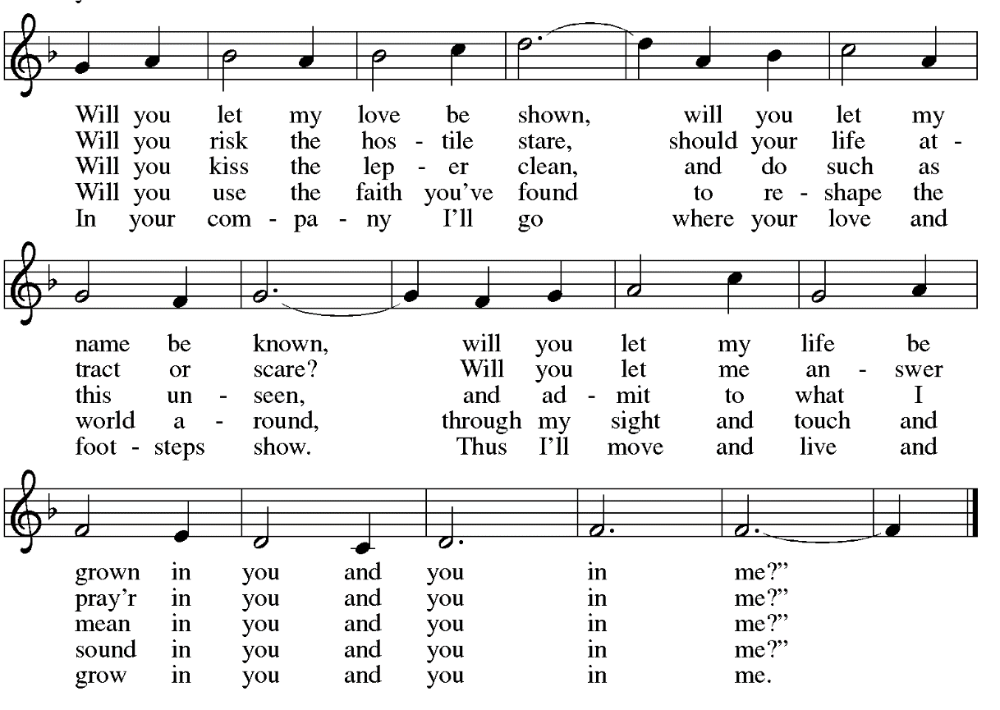 Will you let my love be shown, will you let my
Will you risk the hos - tile stare, should your life at -
Will you kiss the lep - er clean, and do such as
Will you use the faith you've found to re - shape the
In your com - pa - ny I'll go where your love and
name be known, will you let my life be
tract or scare? Will you let me an - swer
this un - seen, and ad - mit to what I
world a - round, through my sight and touch and
foot - steps show. Thus I'll move and live and
grown in you and you in me?”
pray'r in you and you in me?”
mean in you and you in me?”
sound in you and you in me?”
grow in you and you in me.